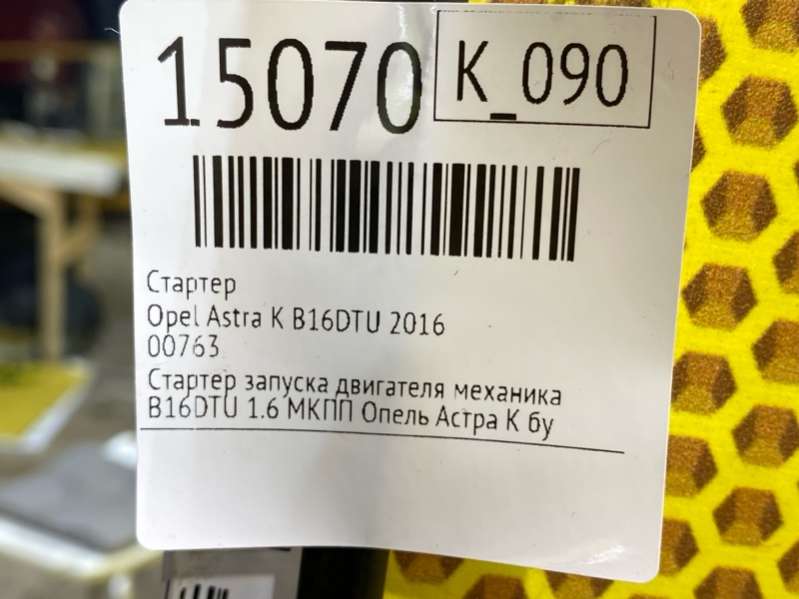 15070
K_090
Стартер
Opel Astra K B16DTU 2016
00763
Стартер запуска двигателя механика
B16DTU 1.6 МКПП Опель Астра К бу